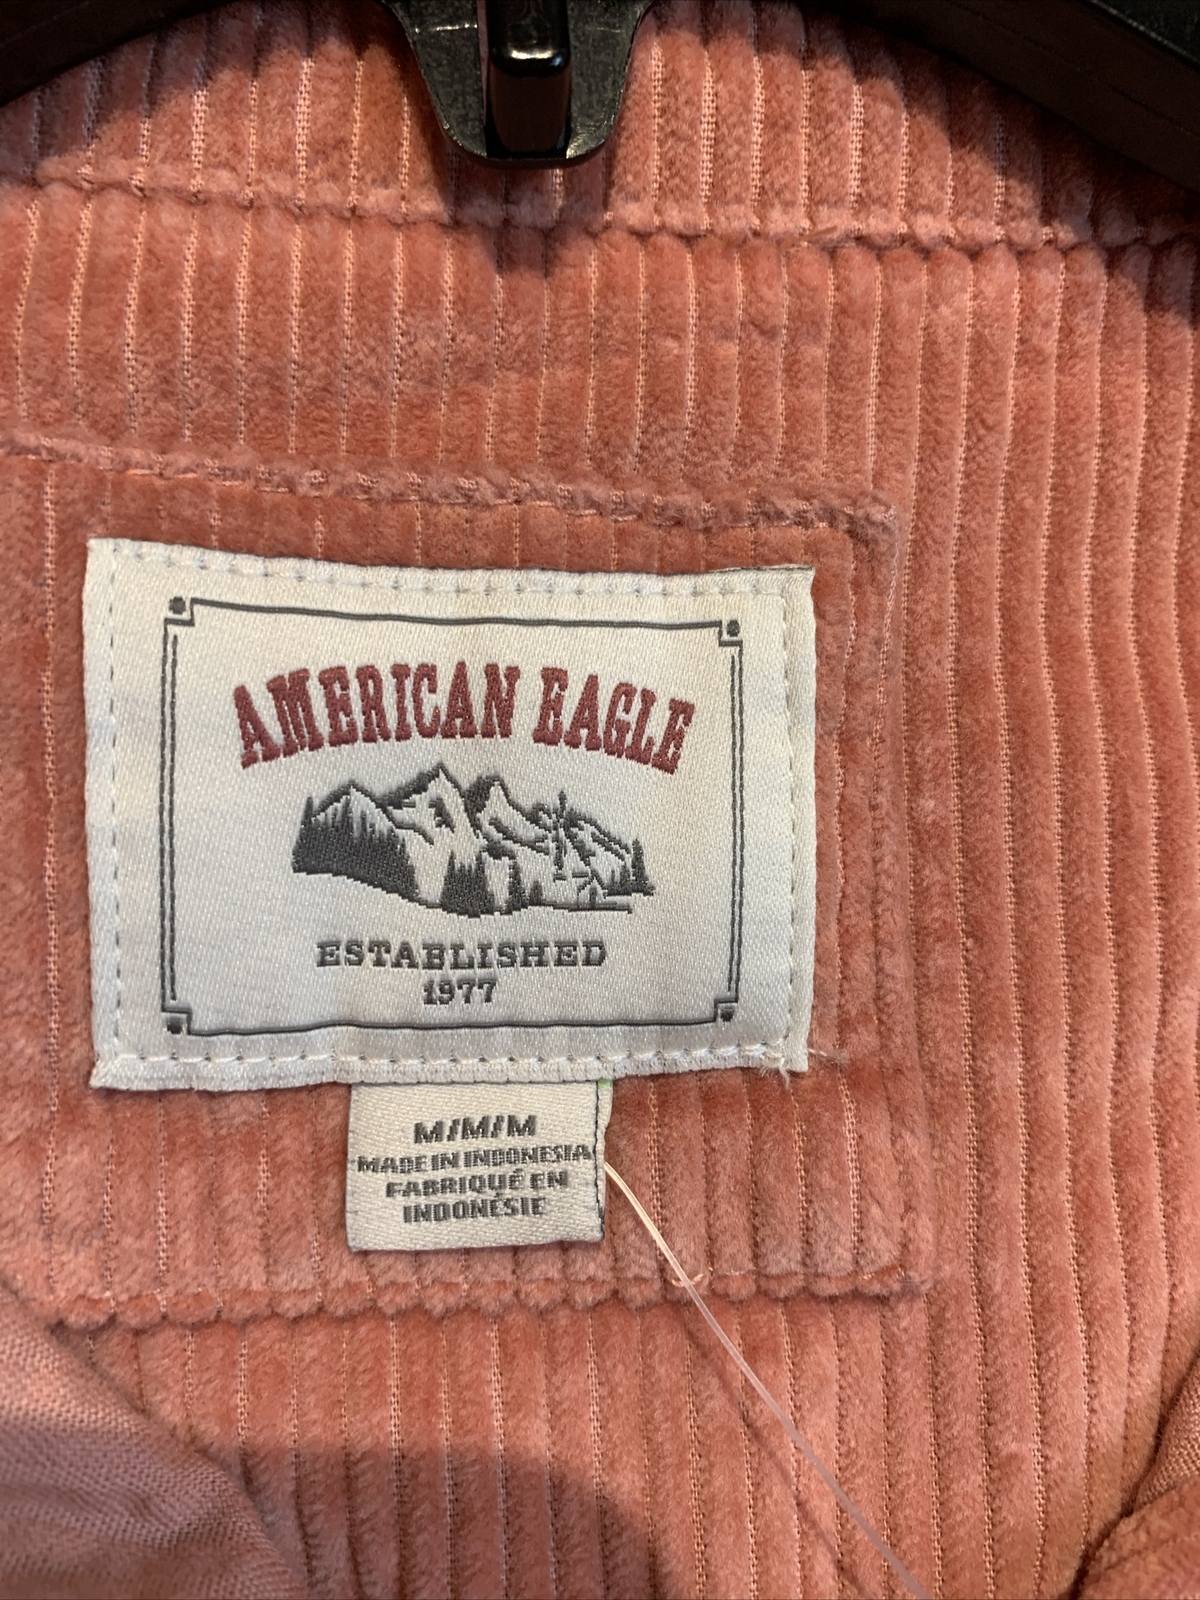 AMERICAN EAGLE
ESTABLISHED
1977
M/M/M
MADE IN INDONESIA
FABRIQUÉ EN
INDONÉSIE